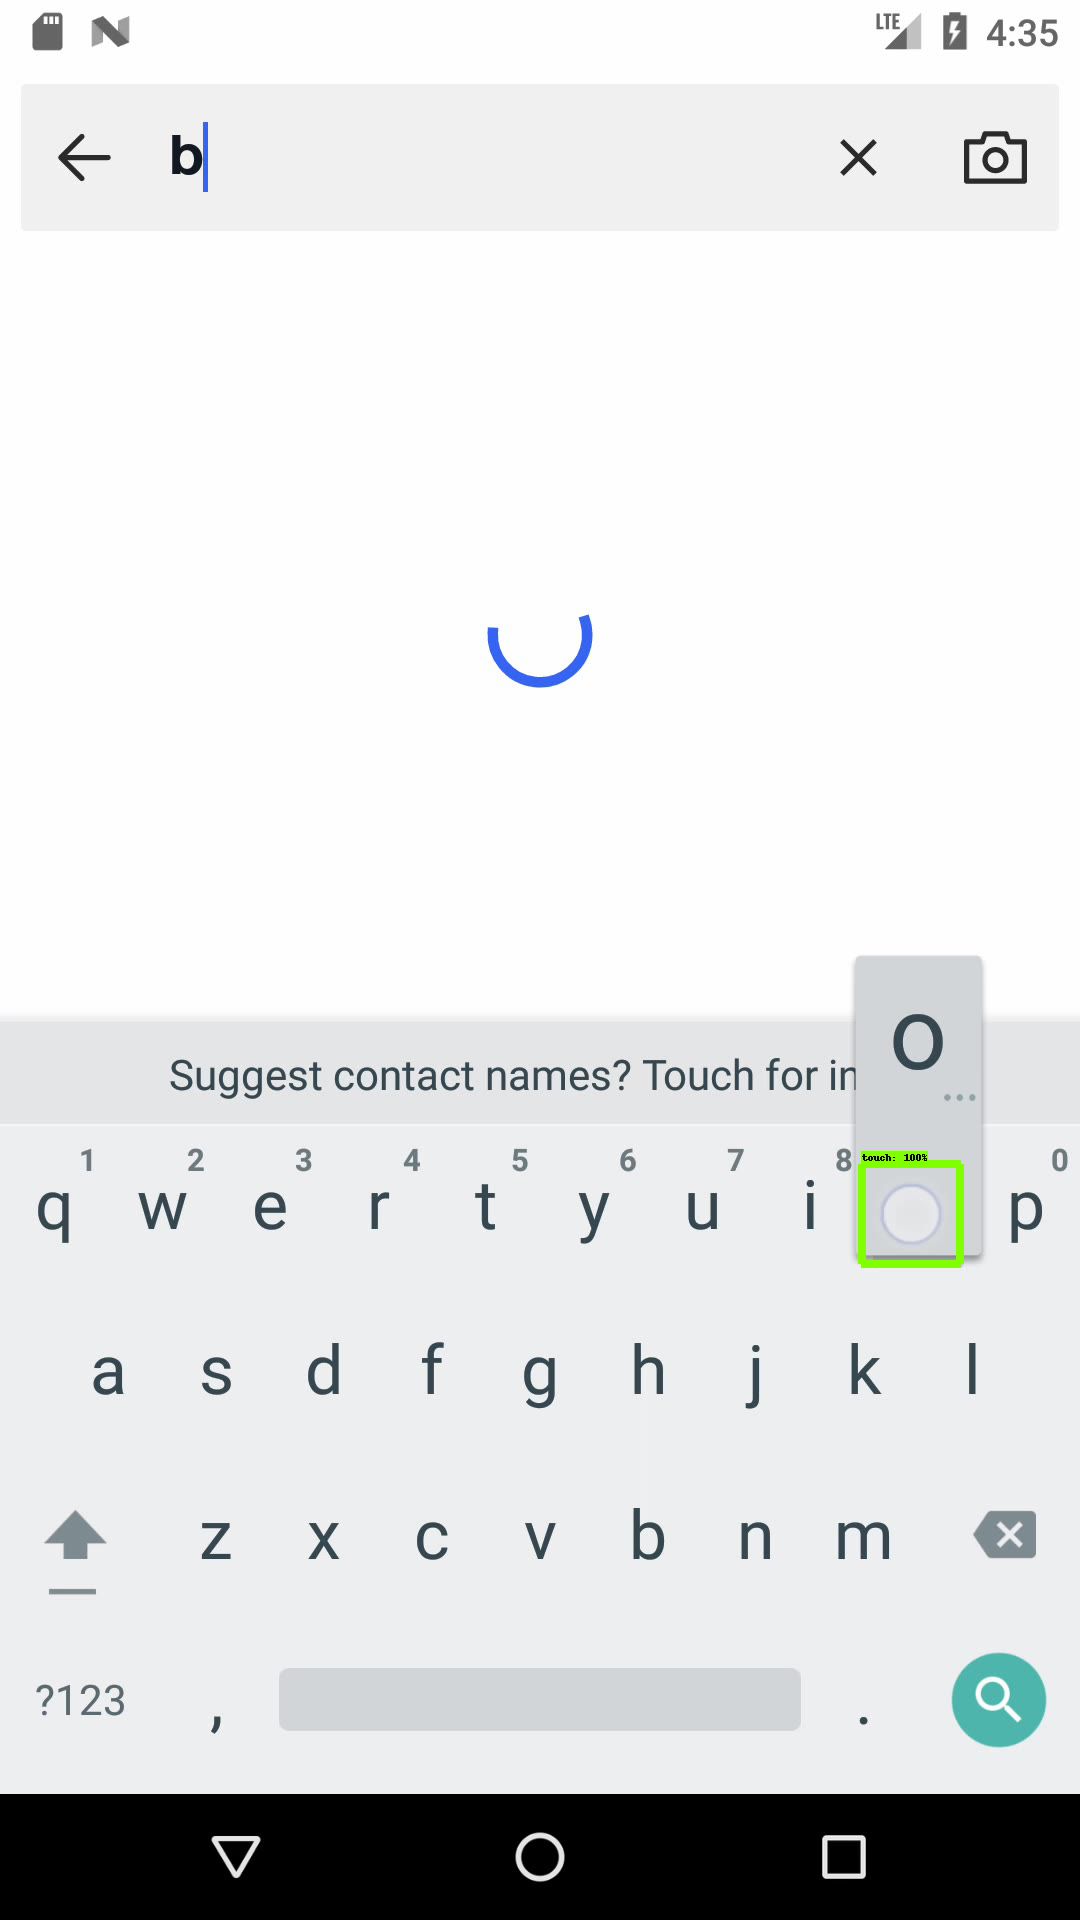 LTE 4:35
b
o
...
Suggest contact names? Touch for in
touch: 100%
1 2 3 4 5 6 7 8 0
q w e r t y u i p
a s d f g h j k l
z x c v b n m
?123 , .